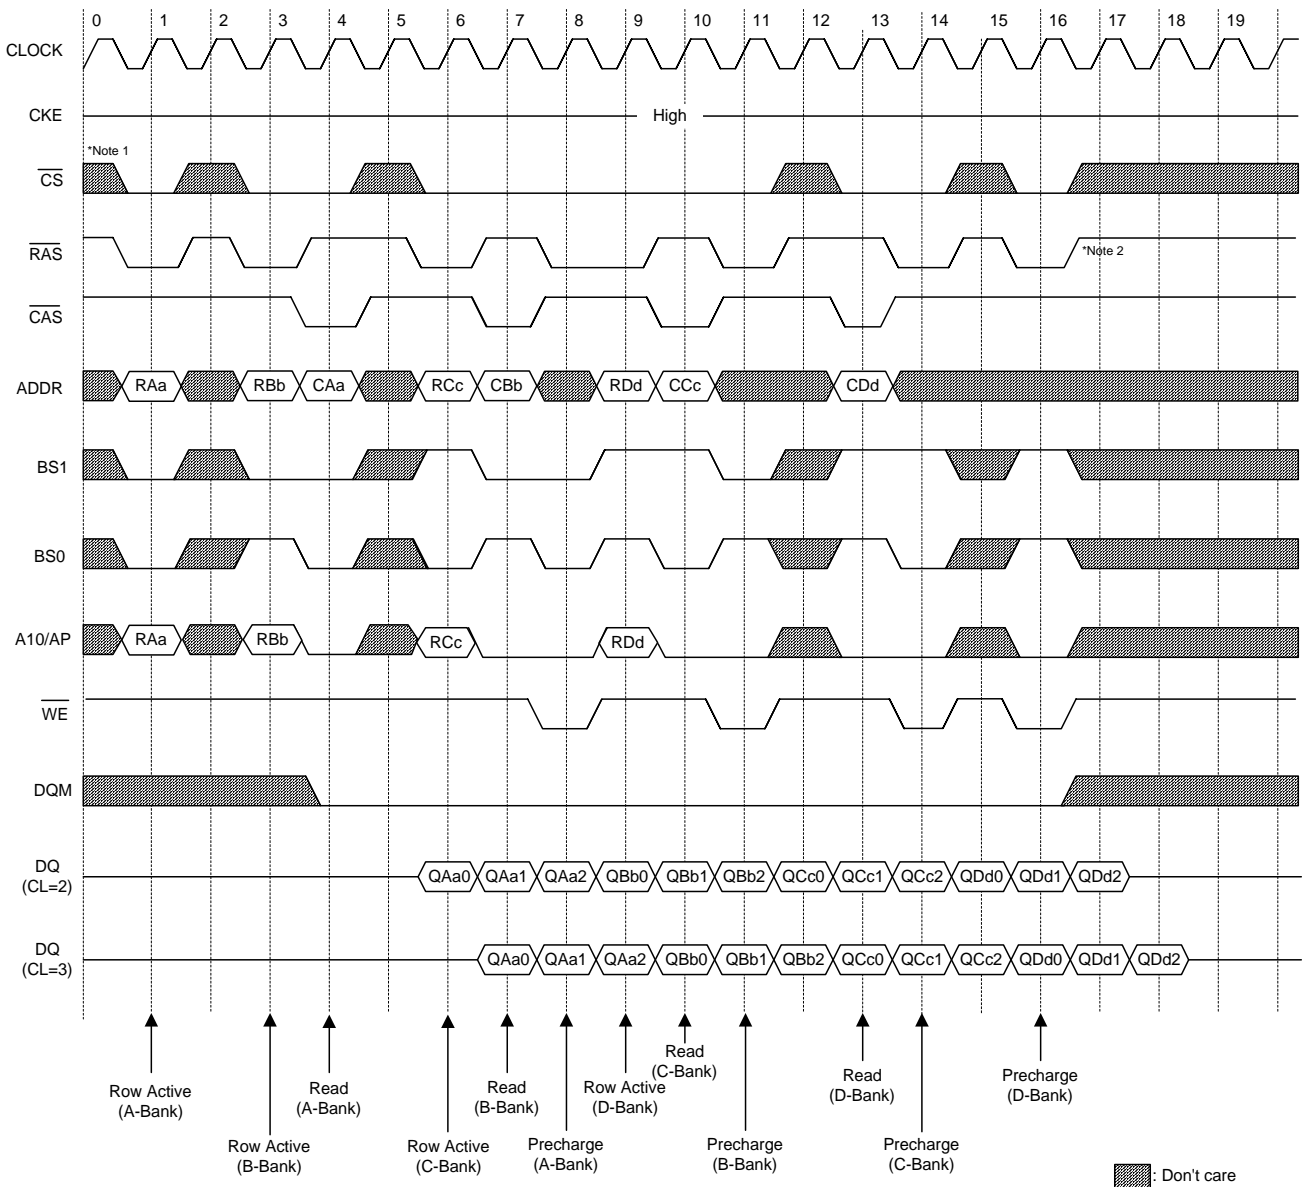 0 1 2 3 4 5 6 7 8 9 10 11 12 13 14 15 16 17 18 19
CLOCK
CKE
High
*Note 1
CS
RAS
*Note 2
CAS
ADDR
RAa RBb CAa RCc CBb RDd CCc CDd
BS1
BS0
A10/AP
RAa RBb RCc RDd
WE
DQM
DQ
(CL=2)
QAa0 QAa1 QAa2 QBb0 QBb1 QBb2 QCc0 QCc1 QCc2 QDd0 QDd1 QDd2
DQ
(CL=3)
QAa0 QAa1 QAa2 QBb0 QBb1 QBb2 QCc0 QCc1 QCc2 QDd0 QDd1 QDd2
Row Active
(A-Bank)
Row Active
(B-Bank)
Read
(A-Bank)
Row Active
(C-Bank)
Read
(B-Bank)
Precharge
(A-Bank)
Row Active
(D-Bank)
Read
(C-Bank)
Precharge
(B-Bank)
Read
(D-Bank)
Precharge
(C-Bank)
Precharge
(D-Bank)
: Don't care